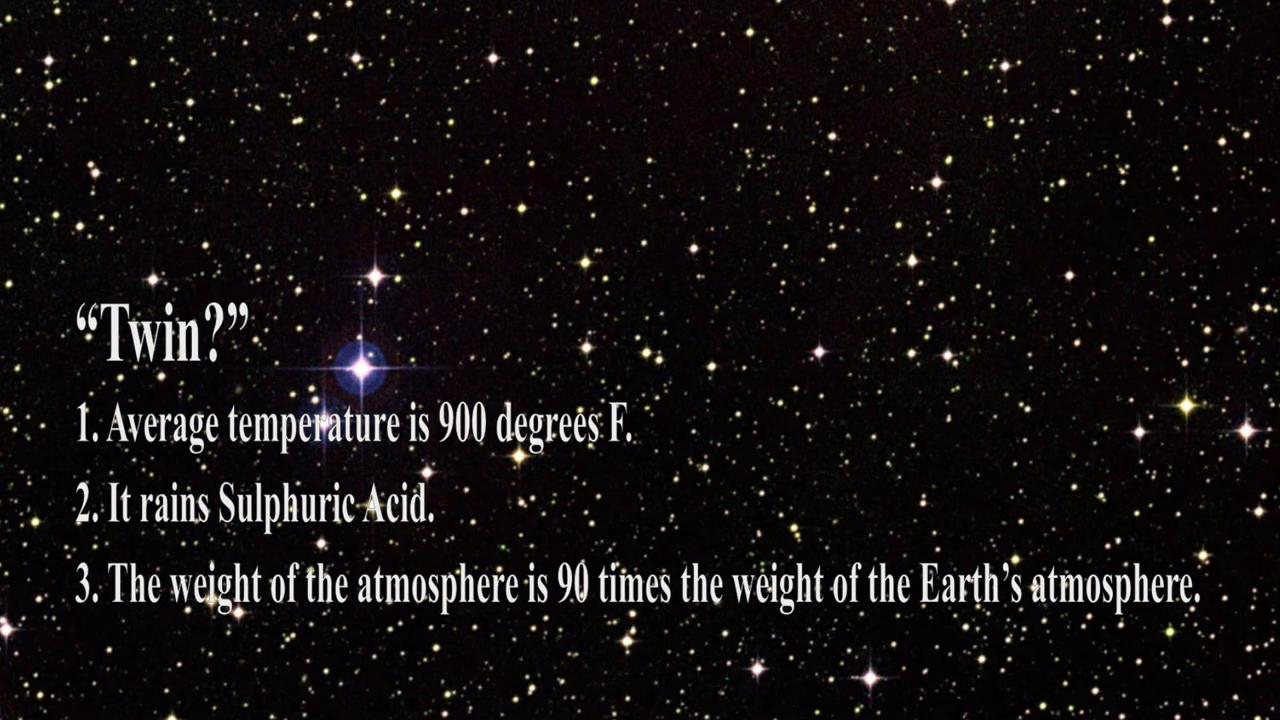 “Twin?”
1. Average temperature is 900 degrees F.
2. It rains Sulphuric Acid.
3. The weight of the atmosphere is 90 times the weight of the Earth’s atmosphere.